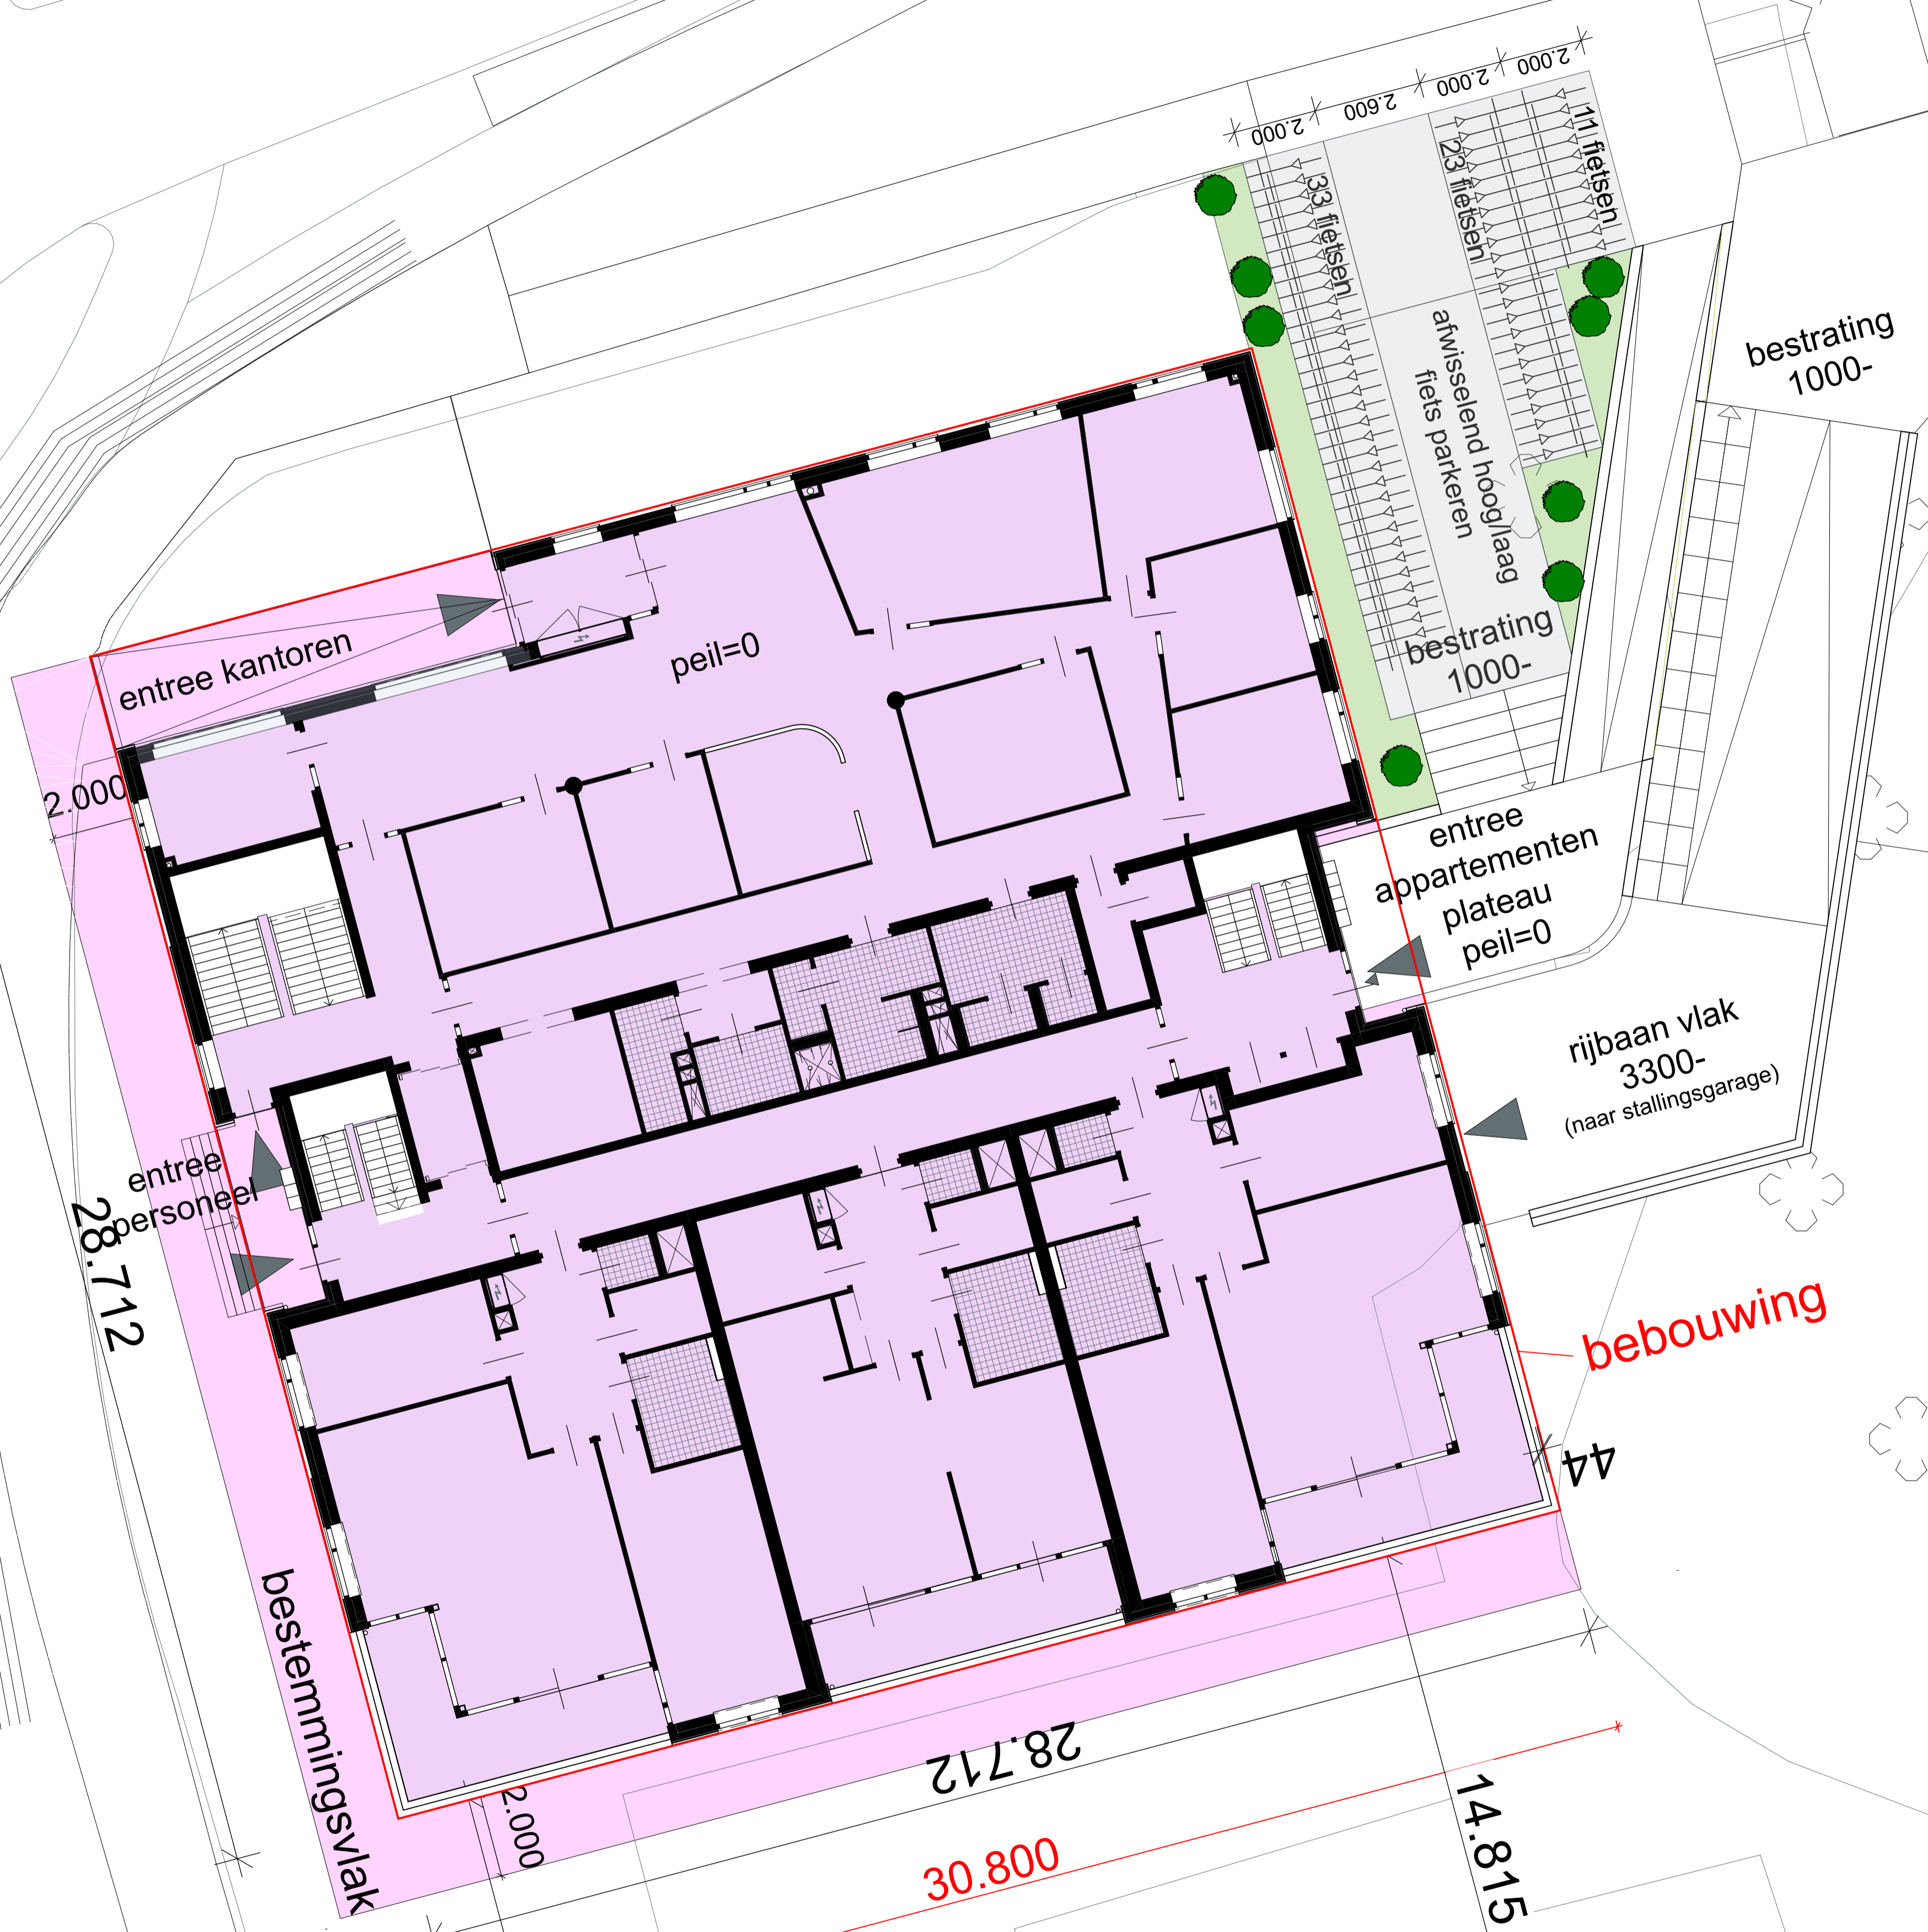 2.000
2.600
2.000
2.000
33 fietsen
23 fietsen
11 fietsen
afwisselend hoog/laag
fiets parkeren
bestrating
1000-
bestrating
1000-
entree kantoren
peil=0
2.000
entree
appartementen
plateau
peil=0
rijbaan vlak
3300-
(naar stallingsgarage)
entree
personeel
28.712
bebouwing
44
bestemmingsvlak
28.712
2.000
30.800
14.815